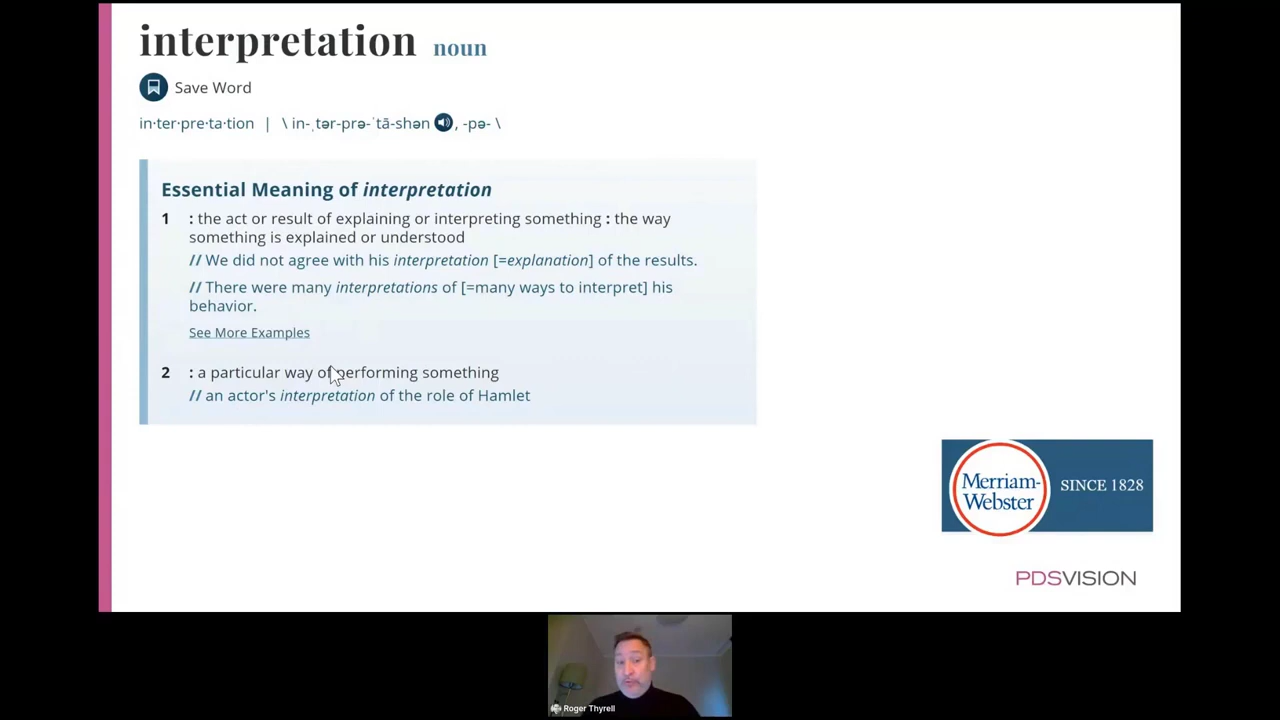 interpretation noun
Save Word
in·ter·pre·ta·tion | \ in-ˌtər-prə-ˈtā-shən , -pə- \
Essential Meaning of interpretation
1 : the act or result of explaining or interpreting something : the way
something is explained or understood
// We did not agree with his interpretation [=explanation] of the results.
// There were many interpretations of [=many ways to interpret] his
behavior.
See More Examples
2 : a particular way of performing something
// an actor's interpretation of the role of Hamlet
Merriam-
Webster
SINCE 1828
PDSVISION
Roger Thyrell